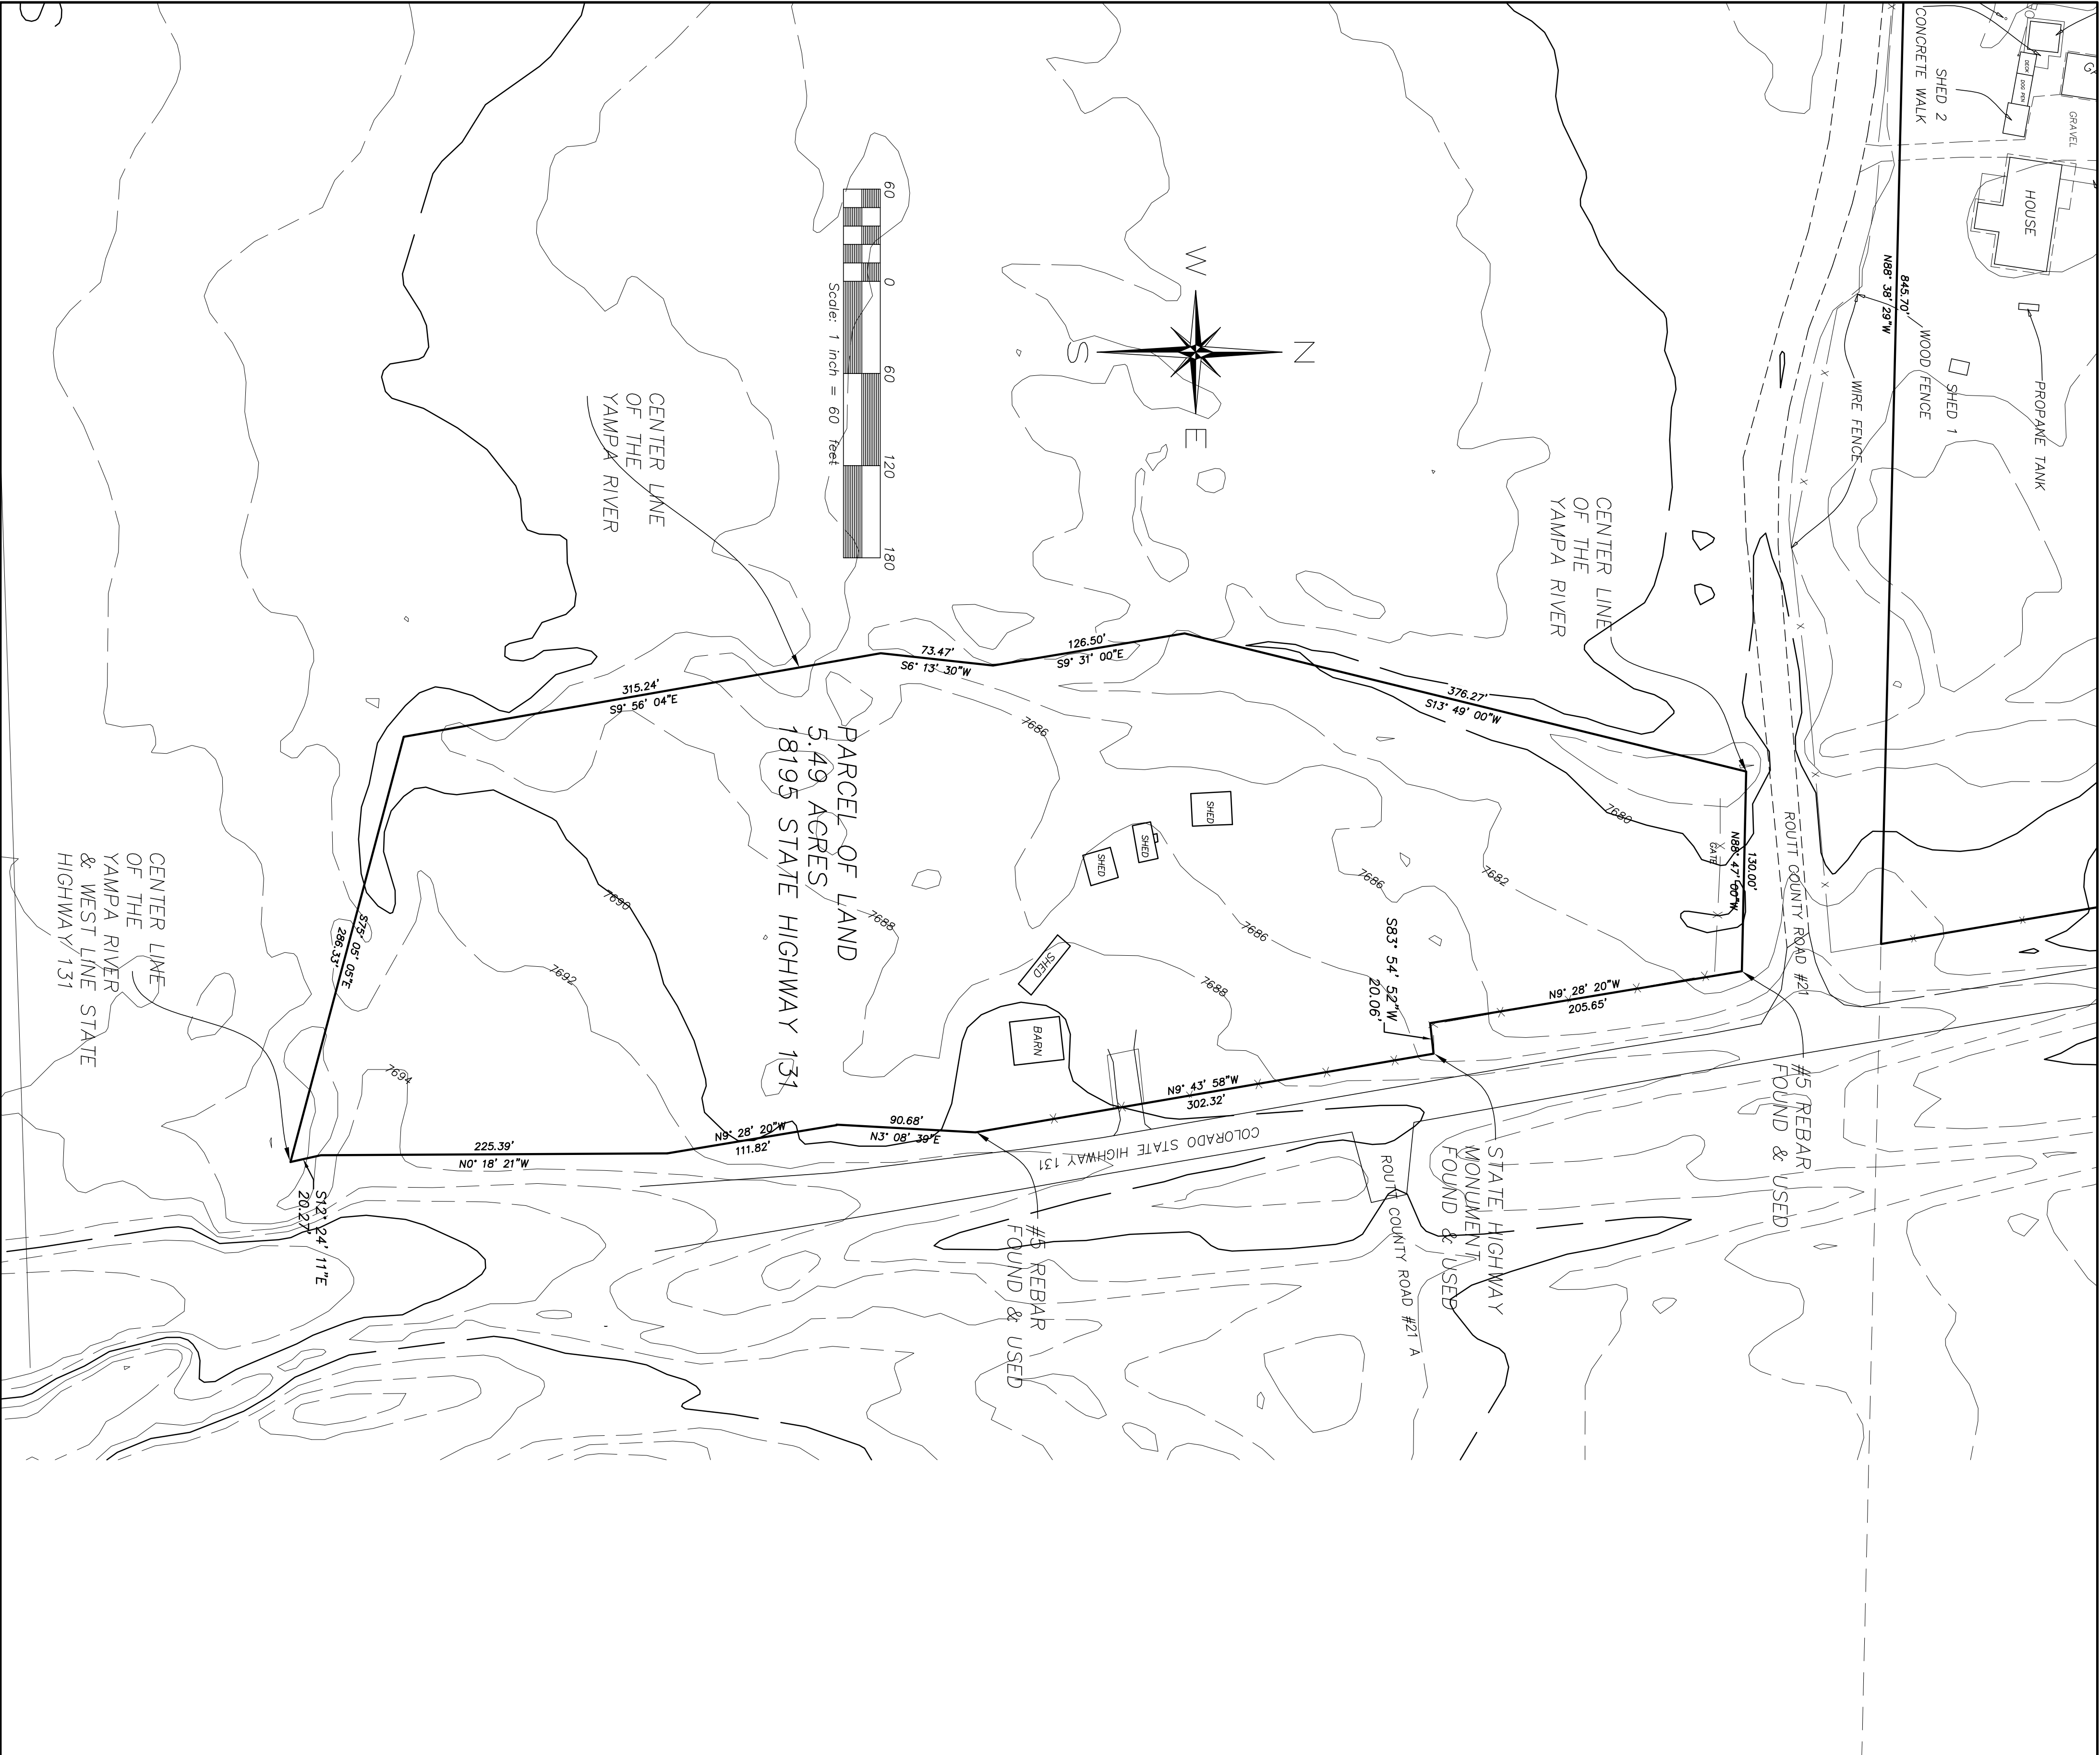 SHED 2
CONCRETE WALK
DECK
DOG PEN
GRAVEL
HOUSE
PROPANE TANK
SHED 1
WOOD FENCE
WIRE FENCE
845.70'
N88° 38' 29"W
ROUTT COUNTY ROAD #21
CENTER LINE
OF THE
YAMPA RIVER
130.00'
N88° 47' 00"W
GATE
376.27'
S13° 49' 00"W
126.50'
S9° 31' 00"E
73.47'
S6° 13' 30"W
315.24'
S9° 56' 04"E
S75° 05' 05"E
286.33'
S12° 24' 11"E
20.21'
225.39'
N0° 18' 21"W
N9° 28' 20"W
111.82'
90.68'
N3° 08' 39"E
N9° 43' 58"W
302.32'
S83° 54' 52"W
20.06'
N9° 28' 20"W
205.65'
#5 REBAR
FOUND & USED
STATE HIGHWAY
MONUMENT
FOUND & USED
#5 REBAR
FOUND & USED
ROUTT COUNTY ROAD #21 A
COLORADO STATE HIGHWAY 131
PARCEL OF LAND
5.49 ACRES
18195 STATE HIGHWAY 131
SHED
SHED
SHED
SHED
BARN
7680
7682
7686
7686
7686
7688
7688
7690
7692
7694
N
W
E
S
60 0 60 120 180
Scale: 1 inch = 60 feet
CENTER LINE
OF THE
YAMPA RIVER
CENTER LINE
OF THE
YAMPA RIVER
& WEST LINE STATE
HIGHWAY 131